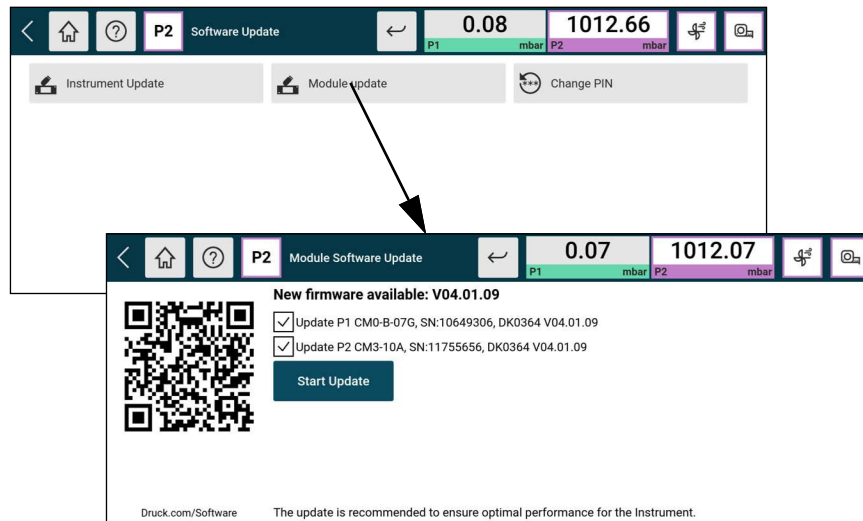 P2 Software Update 0.08 1012.66
P1 mbar P2 mbar
Instrument Update Module update *** Change PIN
P2 Module Software Update 0.07 1012.07
P1 mbar P2 mbar
New firmware available: V04.01.09
Update P1 CM0-B-07G, SN:10649306, DK0364 V04.01.09
Update P2 CM3-10A, SN:11755656, DK0364 V04.01.09
Start Update
Druck.com/Software The update is recommended to ensure optimal performance for the Instrument.